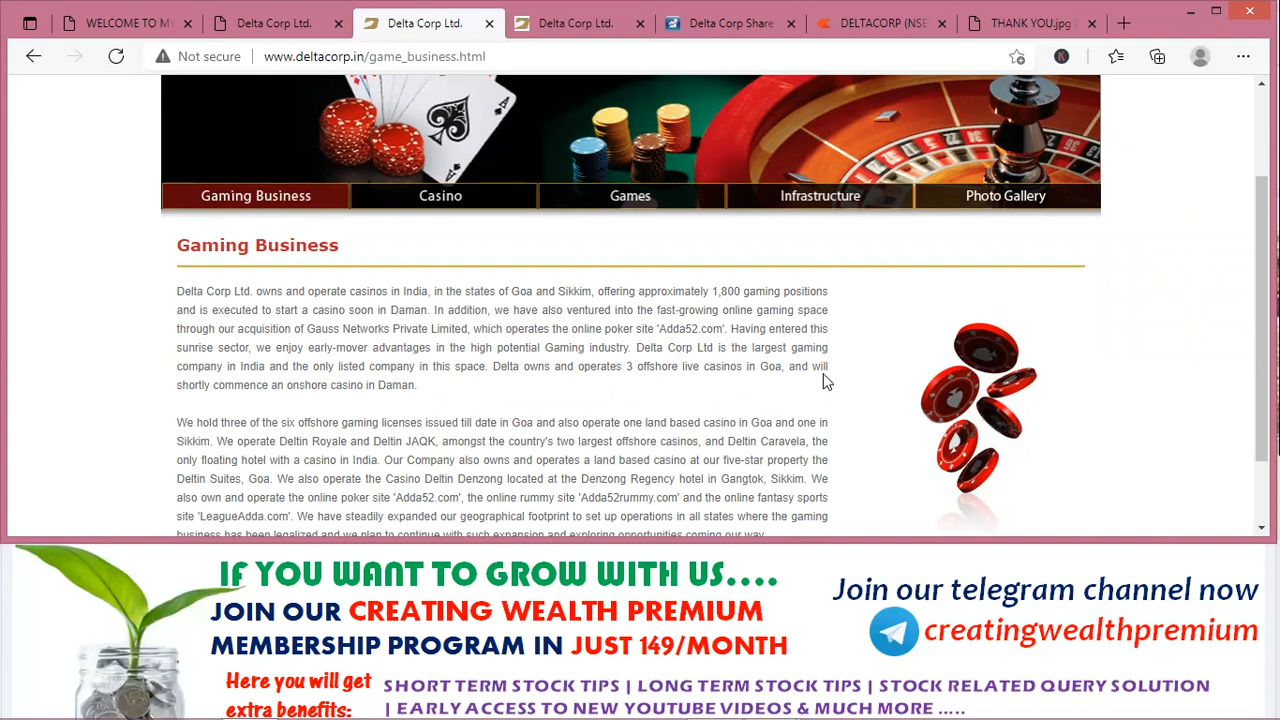 WELCOME TO MY
Delta Corp Ltd.
Delta Corp Ltd.
Delta Corp Ltd.
Delta Corp Share
DELTACORP (NSE
THANK YOU.jpg
Not secure
www.deltacorp.in/game_business.html
K
A
Gaming Business
Casino
Games
Infrastructure
Photo Gallery
Gaming Business
Delta Corp Ltd. owns and operate casinos in India, in the states of Goa and Sikkim, offering approximately 1,800 gaming positions
and is executed to start a casino soon in Daman. In addition, we have also ventured into the fast-growing online gaming space
through our acquisition of Gauss Networks Private Limited, which operates the online poker site 'Adda52.com'. Having entered this
sunrise sector, we enjoy early-mover advantages in the high potential Gaming industry. Delta Corp Ltd is the largest gaming
company in India and the only listed company in this space. Delta owns and operates 3 offshore live casinos in Goa, and will
shortly commence an onshore casino in Daman.
We hold three of the six offshore gaming licenses issued till date in Goa and also operate one land based casino in Goa and one in
Sikkim. We operate Deltin Royale and Deltin JAQK, amongst the country's two largest offshore casinos, and Deltin Caravela, the
only floating hotel with a casino in India. Our Company also owns and operates a land based casino at our five-star property the
Deltin Suites, Goa. We also operate the Casino Deltin Denzong located at the Denzong Regency hotel in Gangtok, Sikkim. We
also own and operate the online poker site 'Adda52.com', the online rummy site 'Adda52rummy.com' and the online fantasy sports
site 'LeagueAdda.com'. We have steadily expanded our geographical footprint to set up operations in all states where the gaming
business has been legalized and we plan to continue with such expansion and exploring opportunities coming our way.
IF YOU WANT TO GROW WITH US....
JOIN OUR CREATING WEALTH PREMIUM
MEMBERSHIP PROGRAM IN JUST 149/MONTH
Join our telegram channel now
creatingwealthpremium
Here you will get
extra benefits:
SHORT TERM STOCK TIPS | LONG TERM STOCK TIPS | STOCK RELATED QUERY SOLUTION
| EARLY ACCESS TO NEW YOUTUBE VIDEOS & MUCH MORE .....